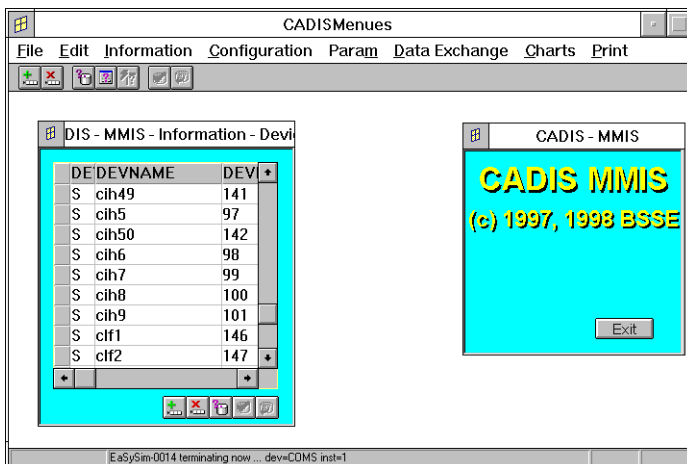 CADISMenues
File Edit Information Configuration Param Data Exchange Charts Print
DIS - MMIS - Information - Devi
DE DEVNAME DEVI
S cih49 141
S cih5 97
S cih50 142
S cih6 98
S cih7 99
S cih8 100
S cih9 101
S clf1 146
S clf2 147
CADIS - MMIS
CADIS MMIS
(c) 1997, 1998 BSSE
Exit
EaSySim-0014 terminating now ... dev=COMS inst=1